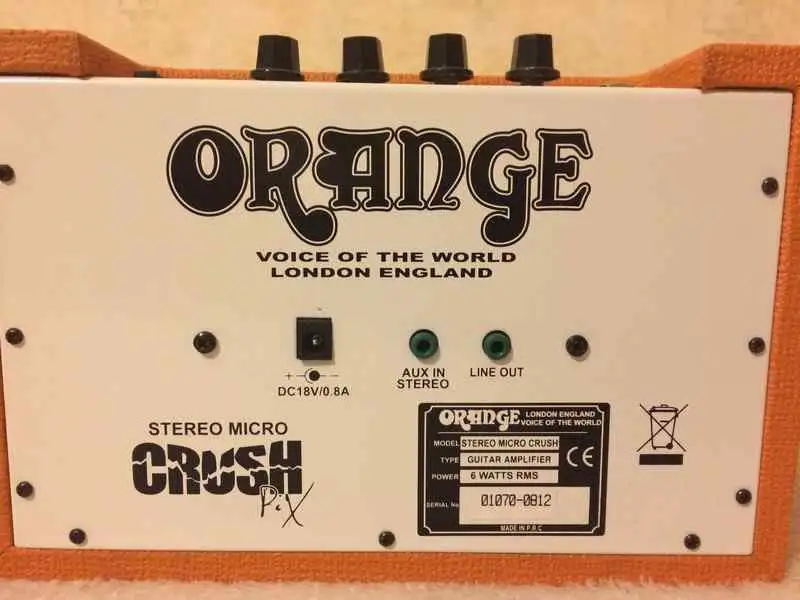 ORANGE
VOICE OF THE WORLD
LONDON ENGLAND
DC18V/0.8A
AUX IN
STEREO
LINE OUT
STEREO MICRO
CRUSH
PiX
ORANGE
LONDON ENGLAND
VOICE OF THE WORLD
MODEL STEREO MICRO CRUSH
TYPE GUITAR AMPLIFIER
POWER 6 WATTS RMS
CE
SERIAL No 01070-0812
MADE IN P.R.C